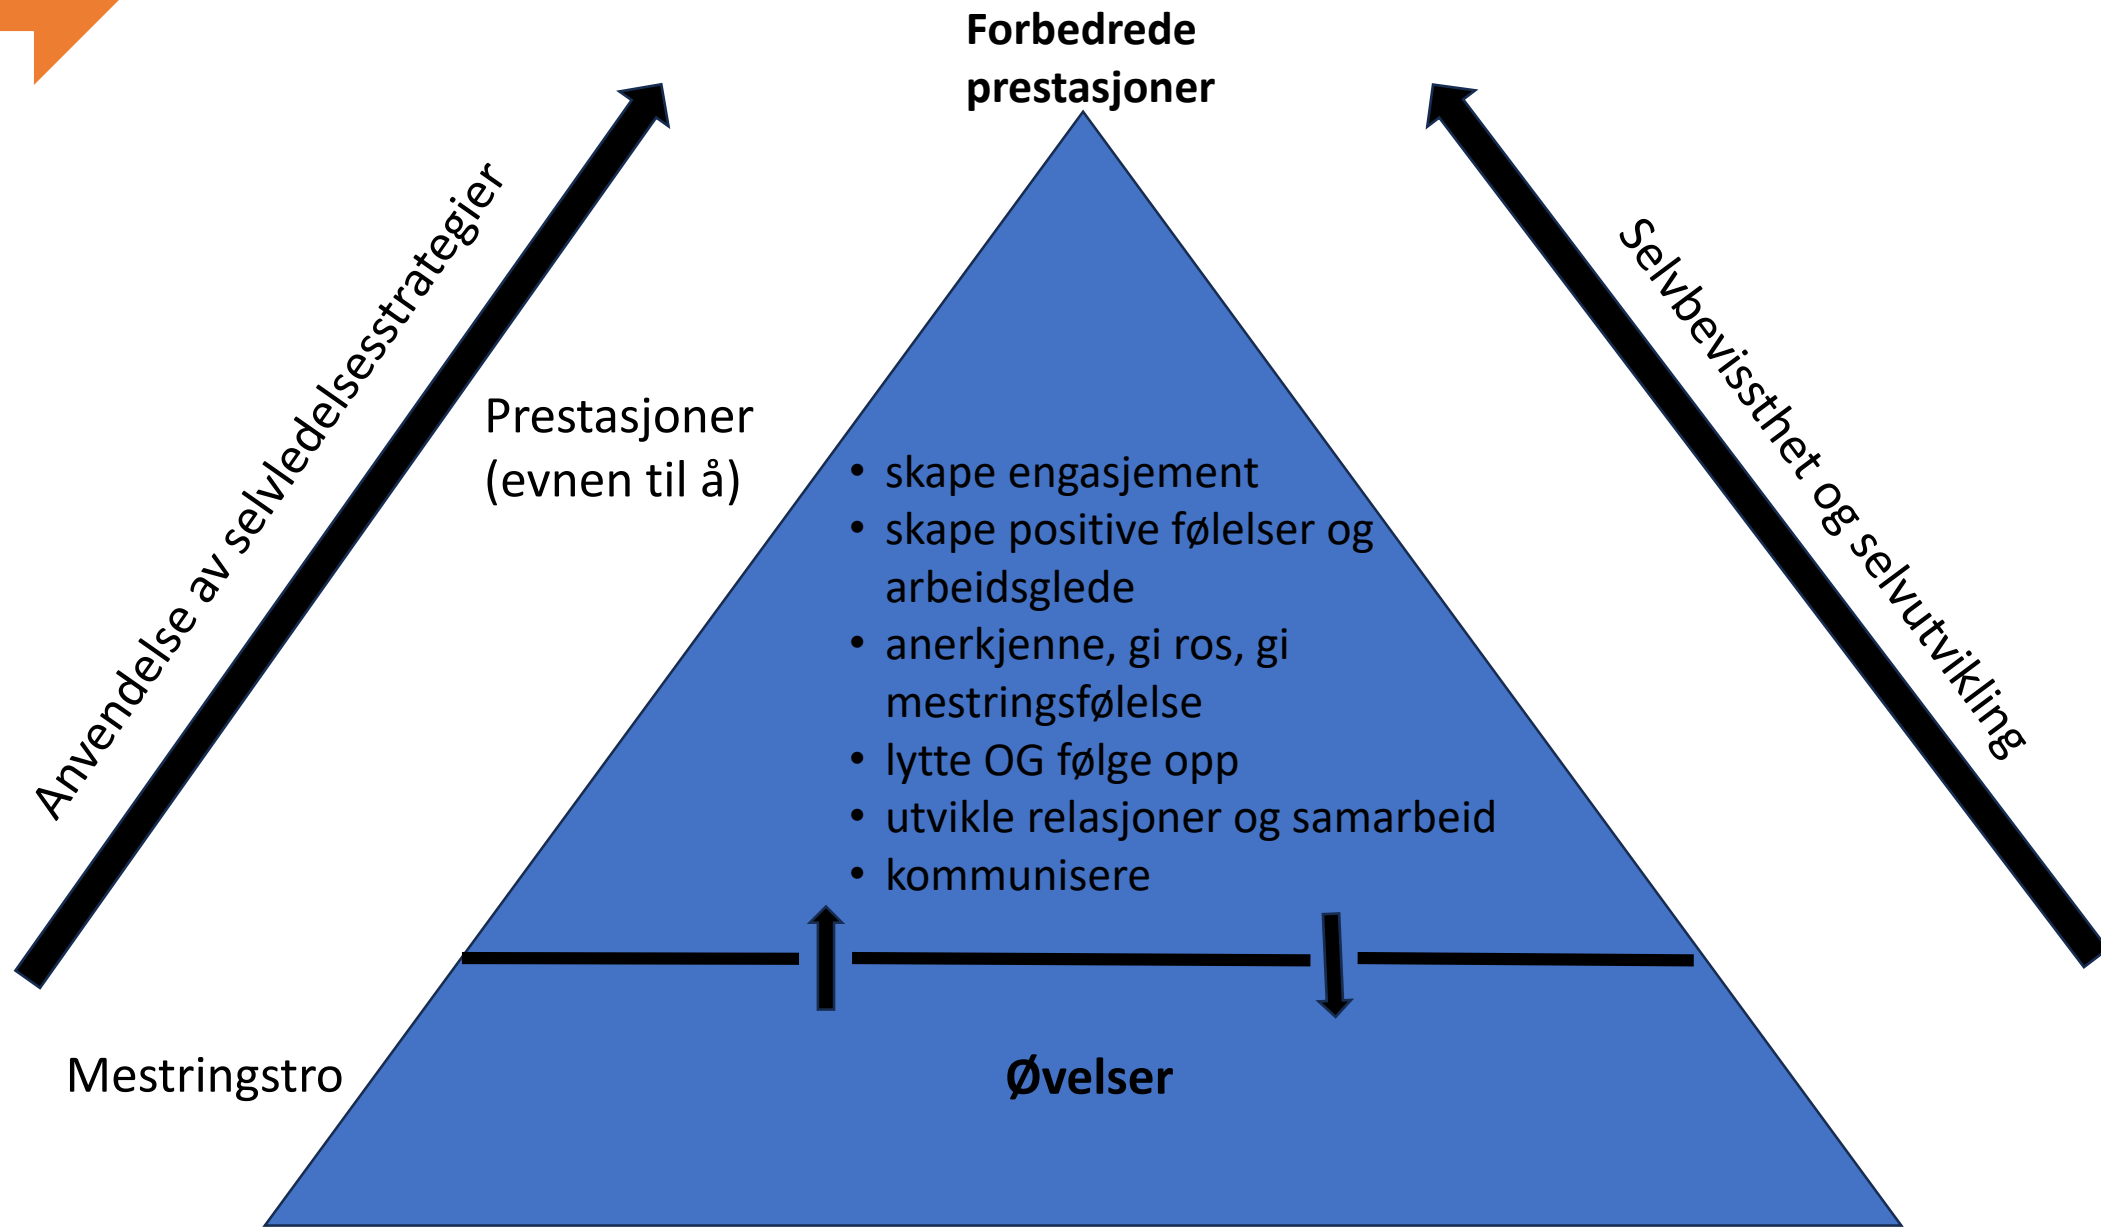 Forbedrede
prestasjoner
Anvendelse av selvledelsesstrategier
Selvbevissthet og selvutvikling
Prestasjoner
(evnen til å)
• skape engasjement
• skape positive følelser og
arbeidsglede
• anerkjenne, gi ros, gi
mestringsfølelse
• lytte OG følge opp
• utvikle relasjoner og samarbeid
• kommunisere
Mestringstro
Øvelser